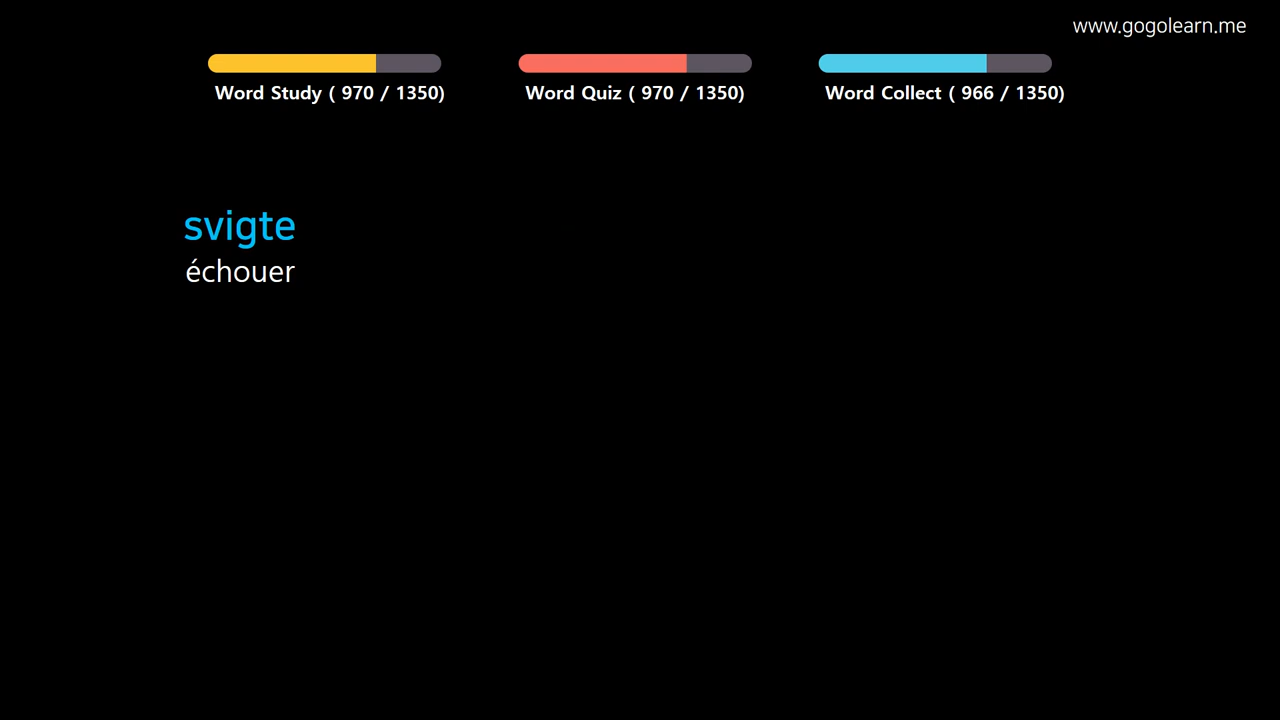 www.gogolearn.me
Word Study ( 970 / 1350)
Word Quiz ( 970 / 1350)
Word Collect ( 966 / 1350)
svigte
échouer